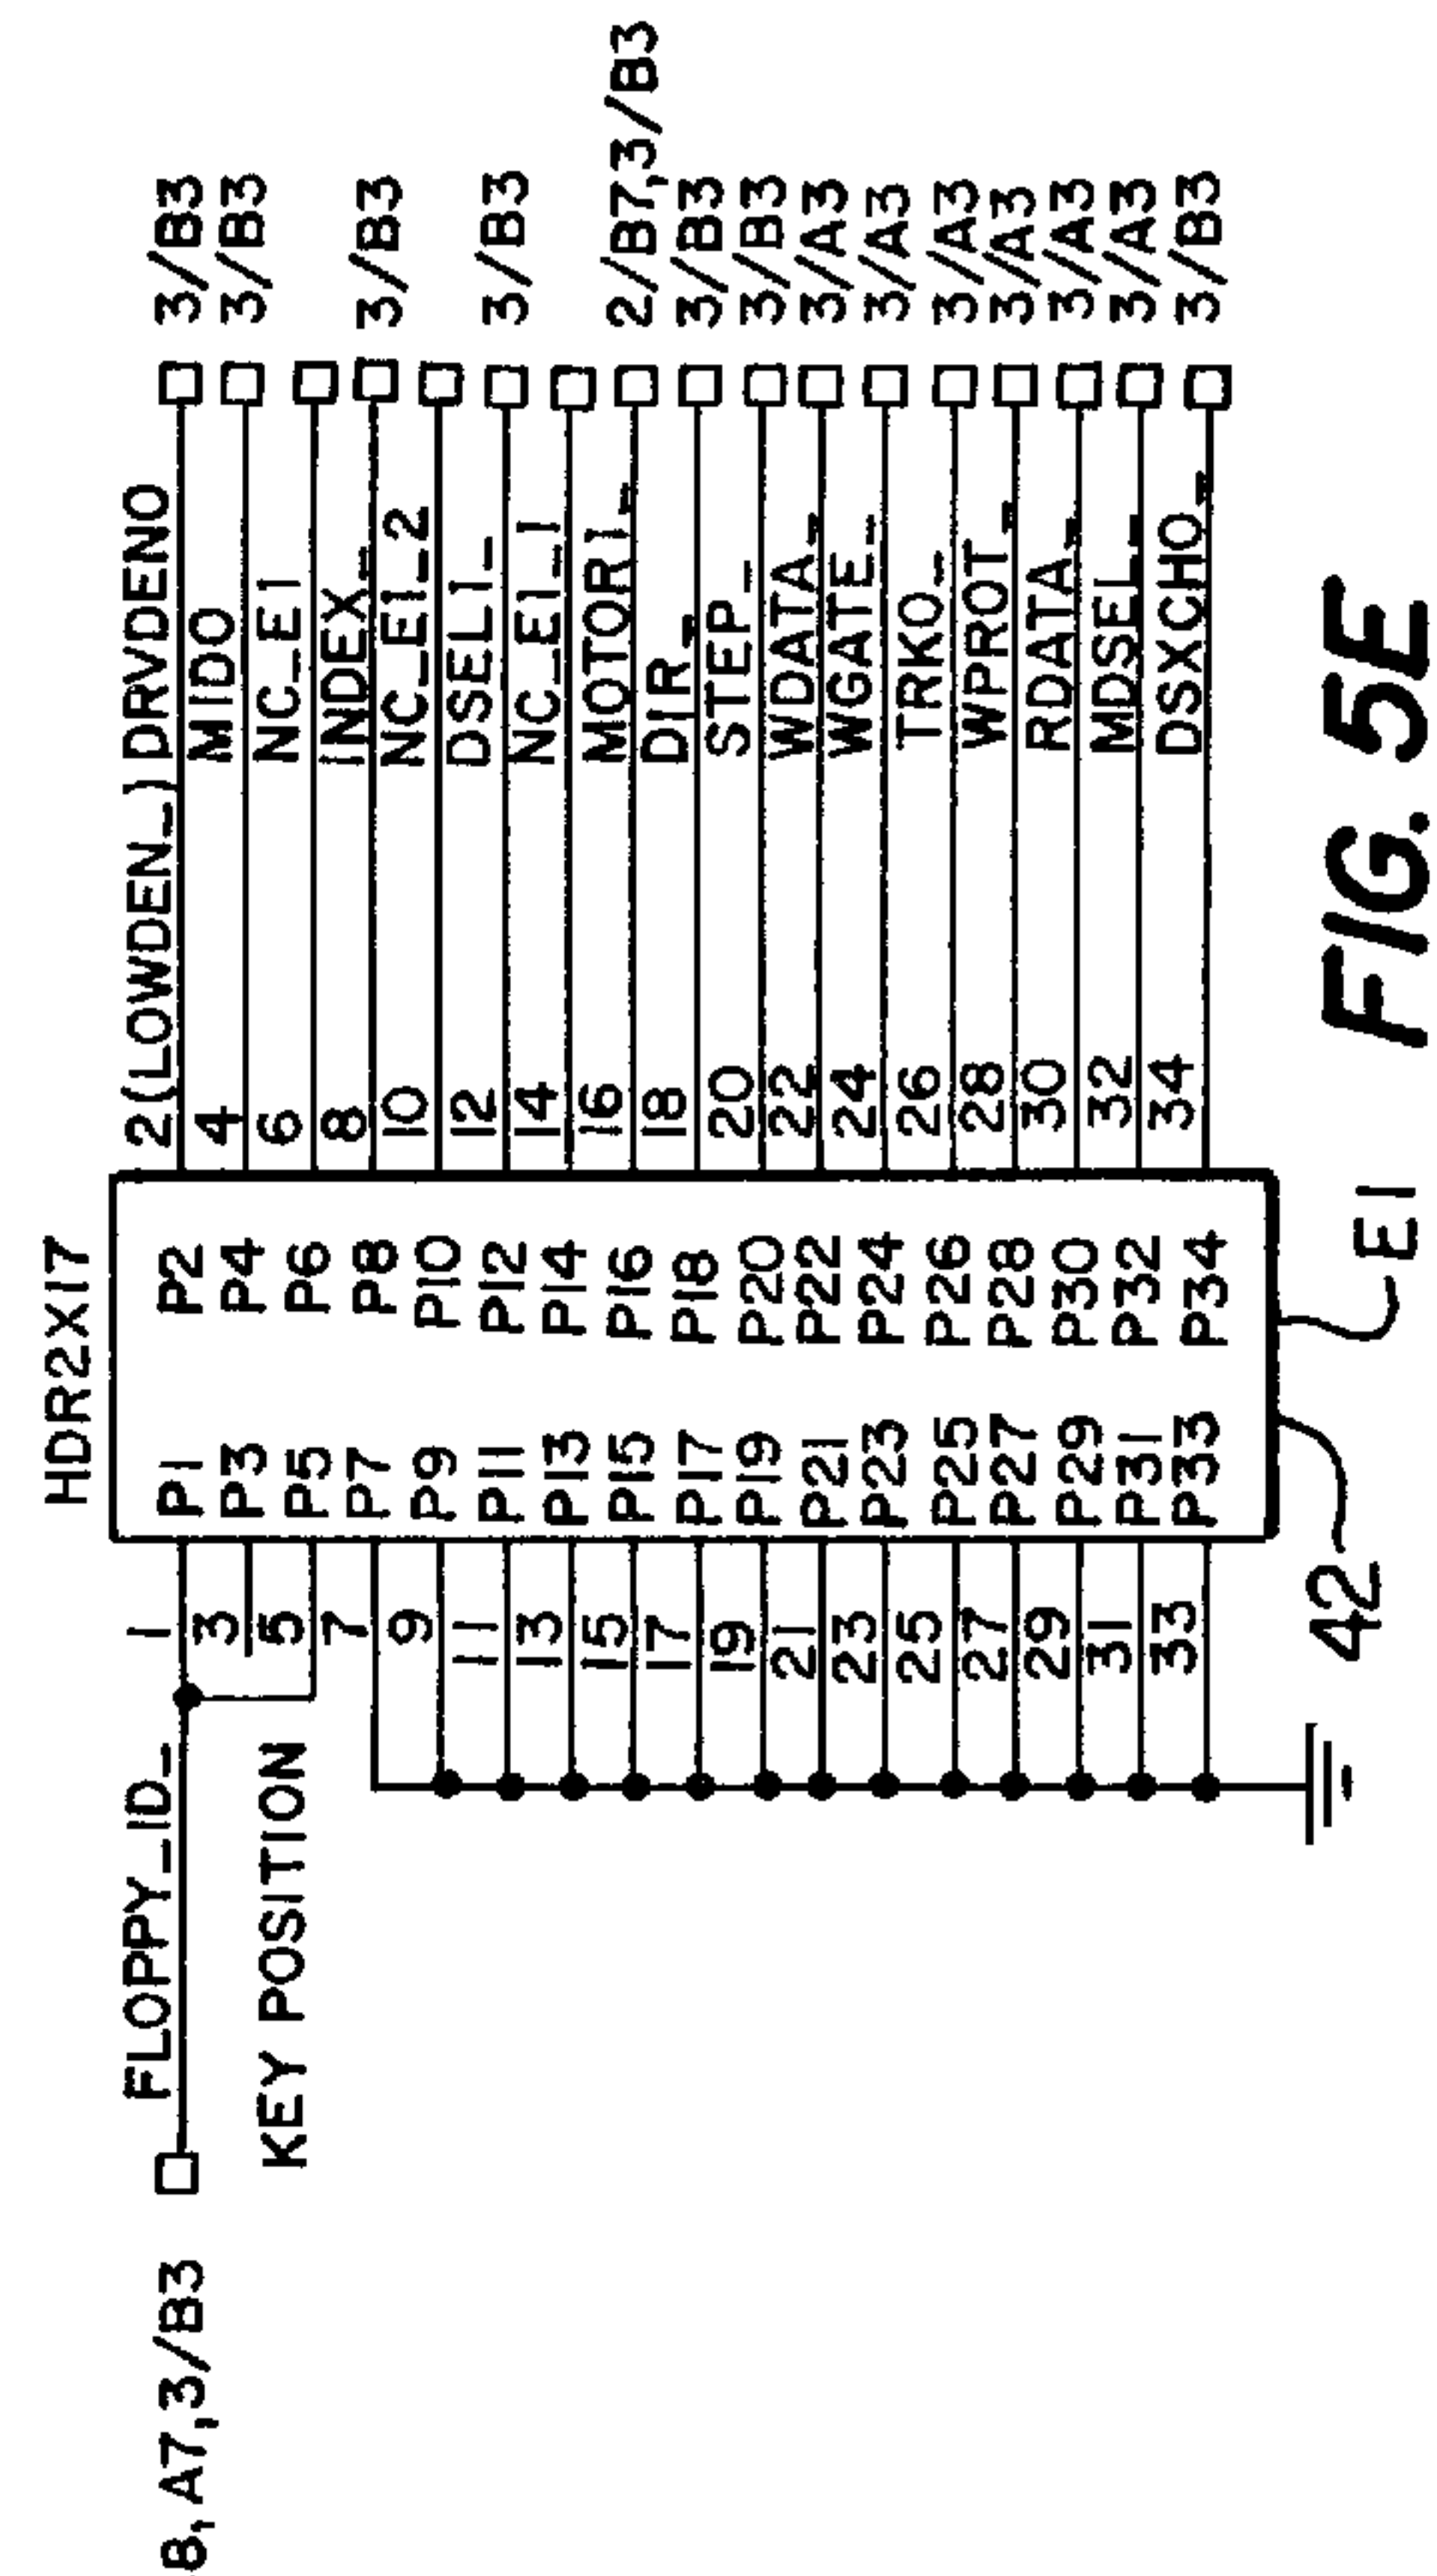 HDR2X17
8, A7,3/B3 FLOPPY_ID_ 1 P1 P2 2(LOWDEN_) DRVDEN0 3/B3
3 P3 P4 4 MID0 3/B3
KEY POSITION 5 P5 P6 6 NC_E1
7 P7 P8 8 INDEX_ 3/B3
9 P9 P10 10 NC_E1_2
11 P11 P12 12 DSEL1_ 3/B3
13 P13 P14 14 NC_E1_1
15 P15 P16 16 MOTOR1_ 2/B7,3/B3
17 P17 P18 18 DIR_ 3/B3
19 P19 P20 20 STEP_ 3/B3
21 P21 P22 22 WDATA_ 3/A3
23 P23 P24 24 WGATE_ 3/A3
25 P25 P26 26 TRK0_ 3/A3
27 P27 P28 28 WPROT_ 3/A3
29 P29 P30 30 RDATA_ 3/A3
31 P31 P32 32 MDSEL_ 3/A3
33 P33 P34 34 DSXCH0_ 3/B3
42 E1
FIG. 5E